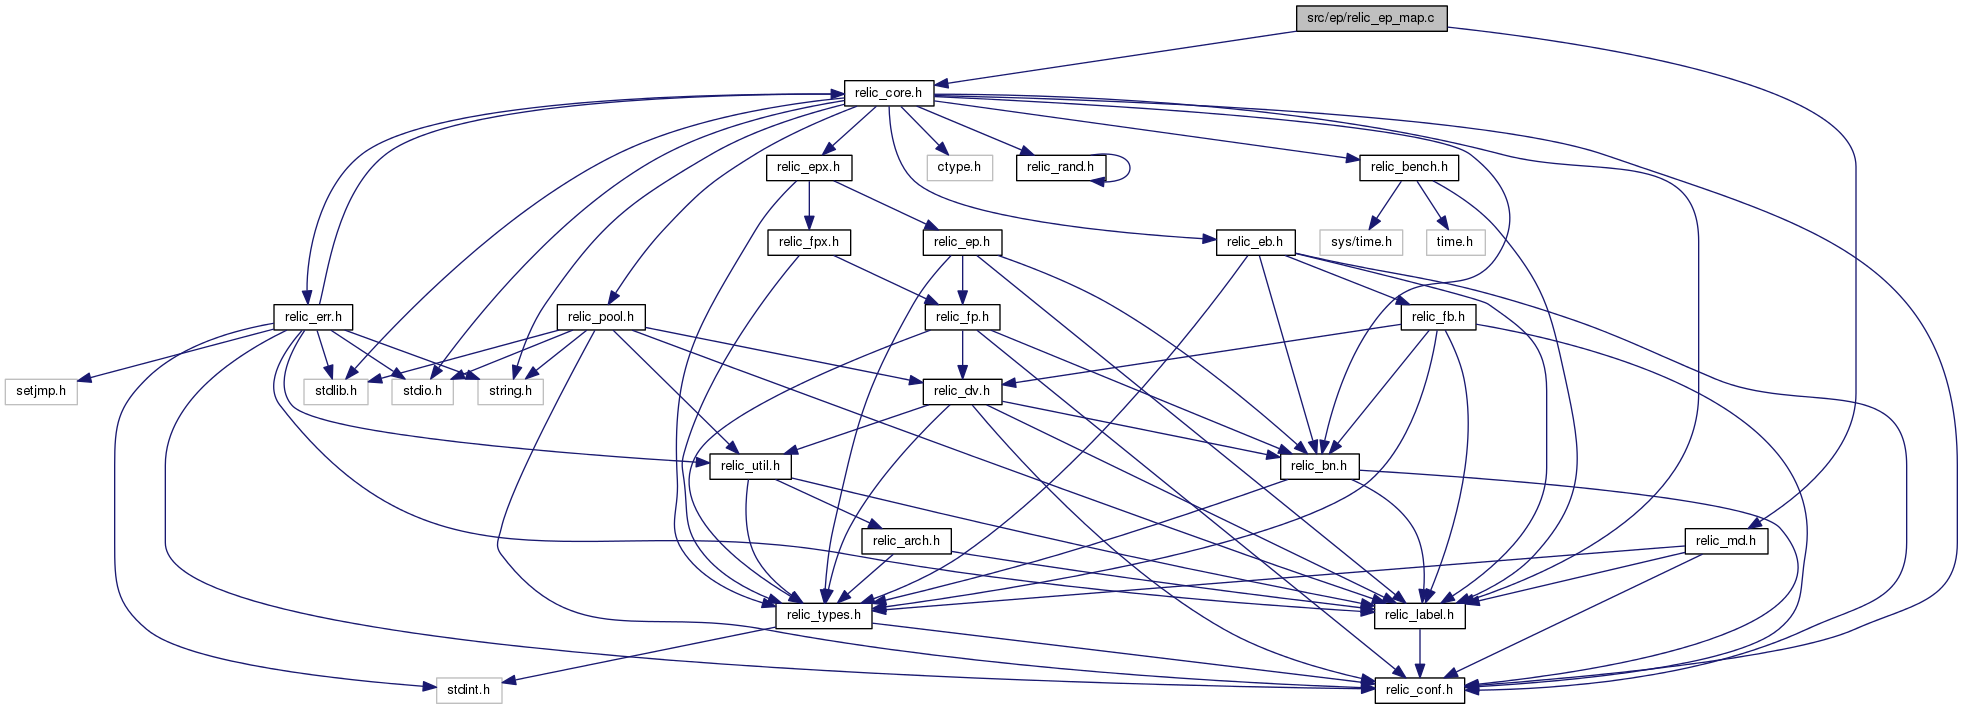 src/ep/relic_ep_map.c
relic_core.h
relic_epx.h
ctype.h
relic_rand.h
relic_bench.h
relic_fpx.h
relic_ep.h
relic_eb.h
sys/time.h
time.h
relic_err.h
relic_pool.h
relic_fp.h
relic_fb.h
setjmp.h
stdlib.h
stdio.h
string.h
relic_dv.h
relic_util.h
relic_bn.h
relic_arch.h
relic_md.h
relic_types.h
relic_label.h
stdint.h
relic_conf.h